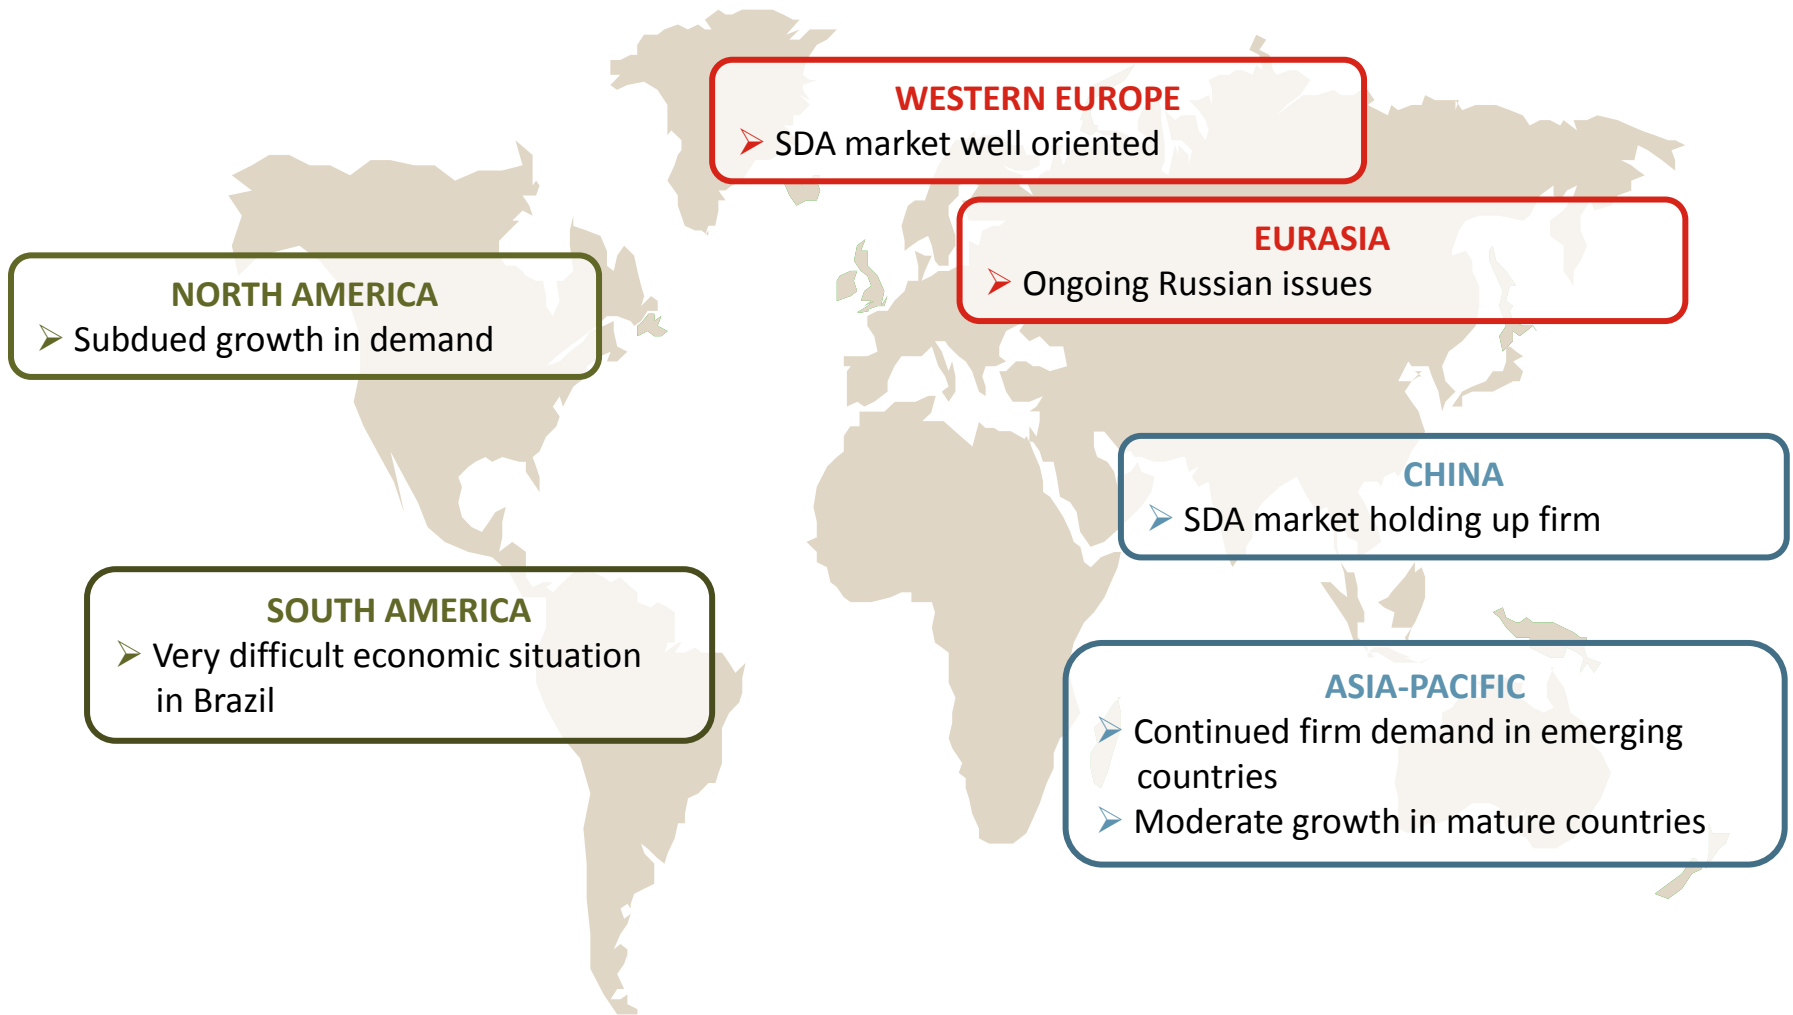 WESTERN EUROPE
➢ SDA market well oriented
EURASIA
➢ Ongoing Russian issues
NORTH AMERICA
➢ Subdued growth in demand
CHINA
➢ SDA market holding up firm
SOUTH AMERICA
➢ Very difficult economic situation
in Brazil
ASIA-PACIFIC
➢ Continued firm demand in emerging
countries
➢ Moderate growth in mature countries